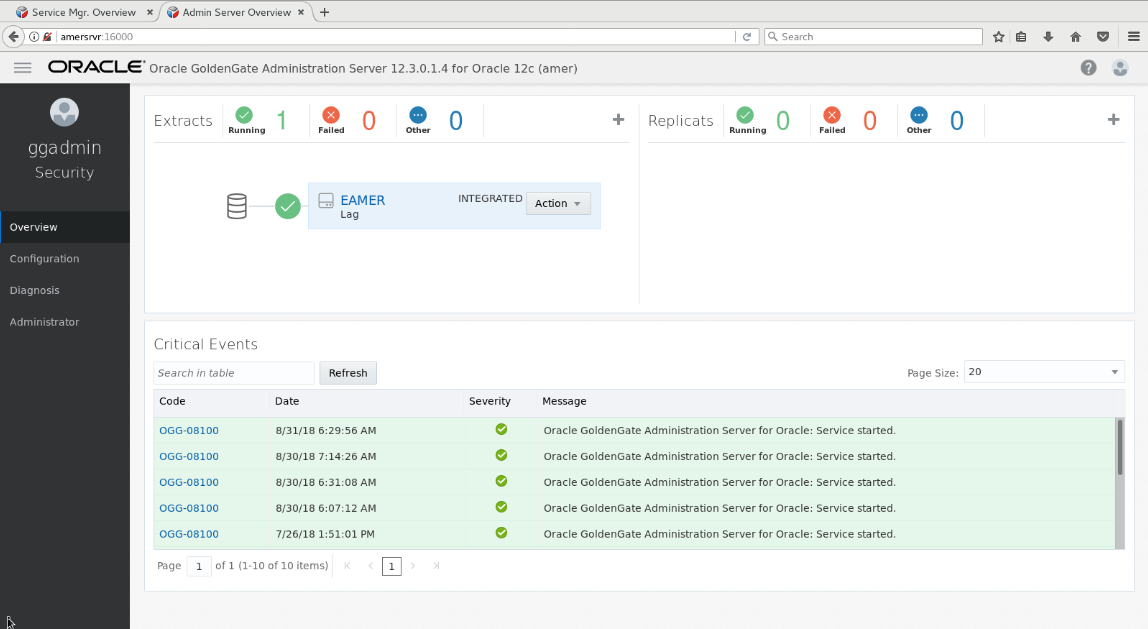 Service Mgr. Overview × Admin Server Overview × +
amersrvr:16000 Search
ORACLE' Oracle GoldenGate Administration Server 12.3.0.1.4 for Oracle 12c (amer) ?
ggadmin
Security
Overview
Configuration
Diagnosis
Administrator
Extracts Running 1 Failed 0 Other 0 +
Replicats Running 0 Failed 0 Other 0 +
EAMER INTEGRATED Action
Lag
Critical Events
Search in table Refresh Page Size: 20
Code Date Severity Message
OGG-08100 8/31/18 6:29:56 AM Oracle GoldenGate Administration Server for Oracle: Service started.
OGG-08100 8/30/18 7:14:26 AM Oracle GoldenGate Administration Server for Oracle: Service started.
OGG-08100 8/30/18 6:31:08 AM Oracle GoldenGate Administration Server for Oracle: Service started.
OGG-08100 8/30/18 6:07:12 AM Oracle GoldenGate Administration Server for Oracle: Service started.
OGG-08100 7/26/18 1:51:01 PM Oracle GoldenGate Administration Server for Oracle: Service started.
Page 1 of 1 (1-10 of 10 items) 1